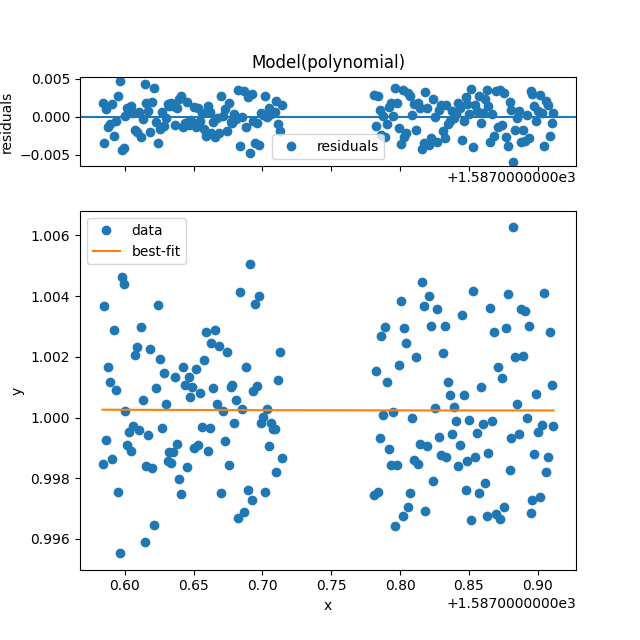 Model(polynomial)
0.005
0.000
−0.005
residuals
residuals
+1.5870000000e3
1.006
1.004
1.002
1.000
0.998
0.996
y
data
best-fit
0.60 0.65 0.70 0.75 0.80 0.85 0.90
x
+1.5870000000e3